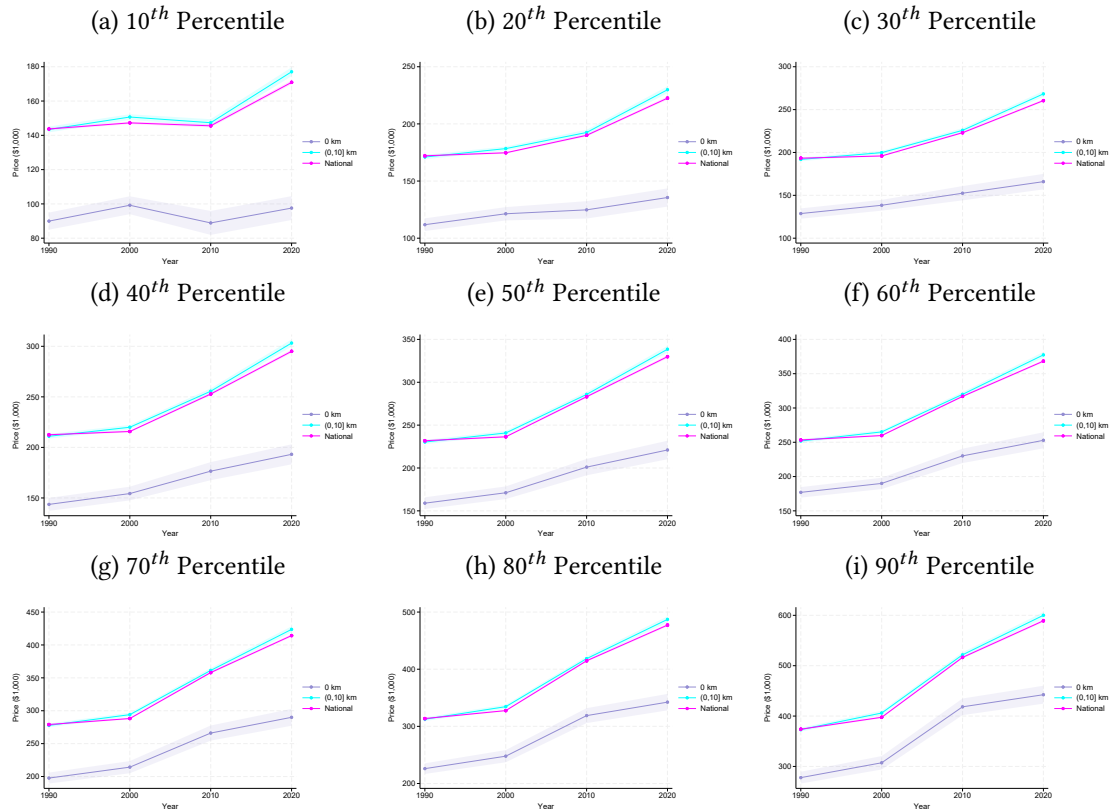 (a) 10th Percentile
180
160
140
120
100
80
Price ($1,000)
1990 2000 2010 2020
Year
0 km
(0,10] km
National
(b) 20th Percentile
250
200
150
100
Price ($1,000)
1990 2000 2010 2020
Year
0 km
(0,10] km
National
(c) 30th Percentile
300
250
200
150
100
Price ($1,000)
1990 2000 2010 2020
Year
0 km
(0,10] km
National
(d) 40th Percentile
300
250
200
150
Price ($1,000)
1990 2000 2010 2020
Year
0 km
(0,10] km
National
(e) 50th Percentile
350
300
250
200
150
Price ($1,000)
1990 2000 2010 2020
Year
0 km
(0,10] km
National
(f) 60th Percentile
400
350
300
250
200
150
Price ($1,000)
1990 2000 2010 2020
Year
0 km
(0,10] km
National
(g) 70th Percentile
450
400
350
300
250
200
Price ($1,000)
1990 2000 2010 2020
Year
0 km
(0,10] km
National
(h) 80th Percentile
500
400
300
200
Price ($1,000)
1990 2000 2010 2020
Year
0 km
(0,10] km
National
(i) 90th Percentile
600
500
400
300
Price ($1,000)
1990 2000 2010 2020
Year
0 km
(0,10] km
National